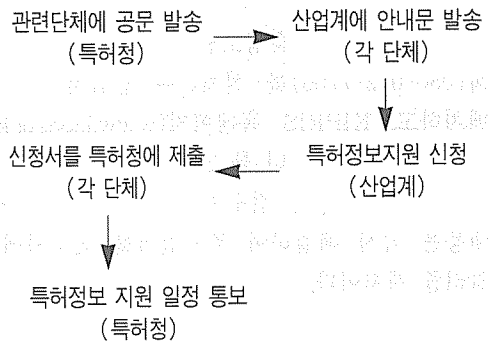 관련단체에 공문 발송
(특허청)
산업계에 안내문 발송
(각 단체)
특허정보지원 신청
(산업계)
신청서를 특허청에 제출
(각 단체)
특허정보 지원 일정 통보
(특허청)